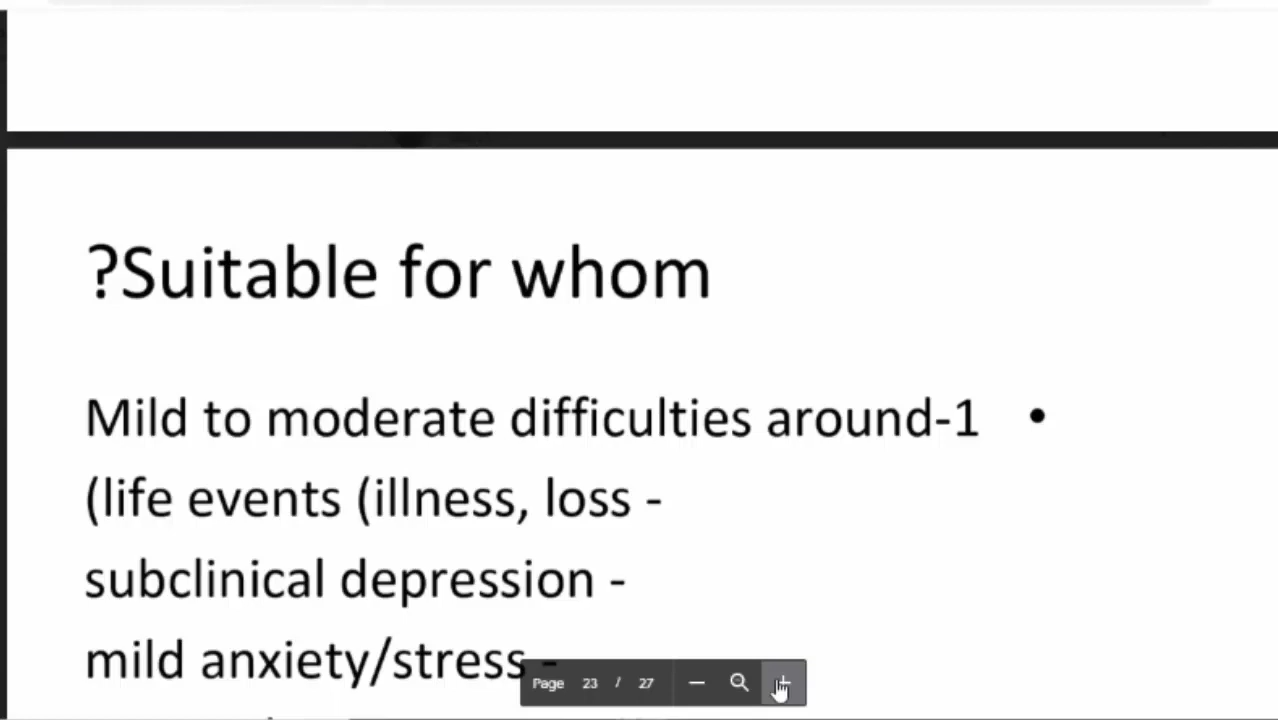 ?Suitable for whom
Mild to moderate difficulties around-1 •
(life events (illness, loss -
subclinical depression -
mild anxiety/stress -
Page 23 / 27